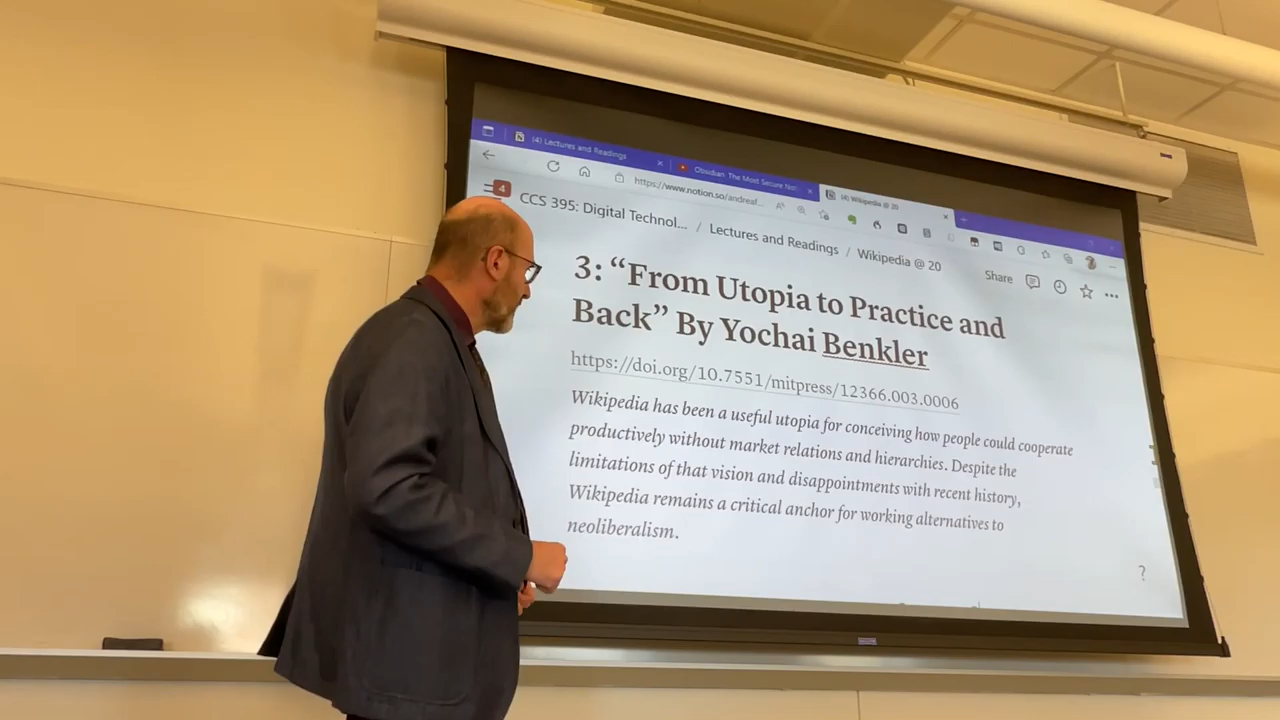 (4) Lectures and Readings
Obsidian The Most Secure Not
(4) Wikipedia @ 20
https://www.notion.so/andreaf...
4
CCS 395: Digital Technol... / Lectures and Readings / Wikipedia @ 20
Share
3: “From Utopia to Practice and
Back” By Yochai Benkler
https://doi.org/10.7551/mitpress/12366.003.0006
Wikipedia has been a useful utopia for conceiving how people could cooperate
productively without market relations and hierarchies. Despite the
limitations of that vision and disappointments with recent history,
Wikipedia remains a critical anchor for working alternatives to
neoliberalism.
?